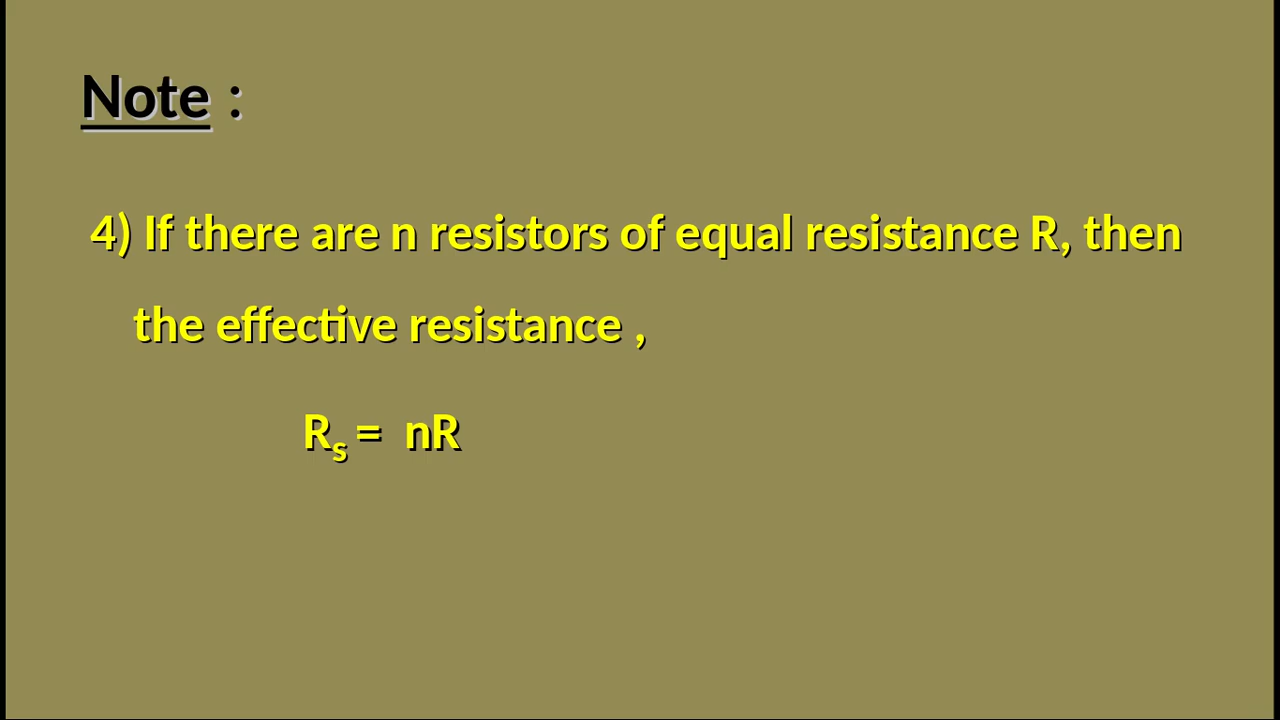 Note :
4) If there are n resistors of equal resistance R, then
the effective resistance ,
Rs = nR